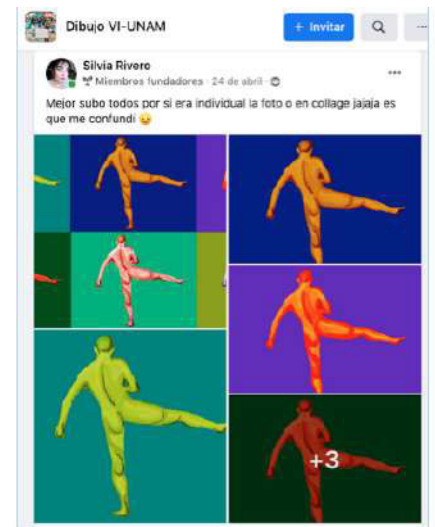 Dibujo VI-UNAM
+ Invitar
Silvia Rivero
Miembros fundadores · 24 de abril ·
Mejor subo todos por si era individual la foto o en collage jajaja es
que me confundi 😉
+3